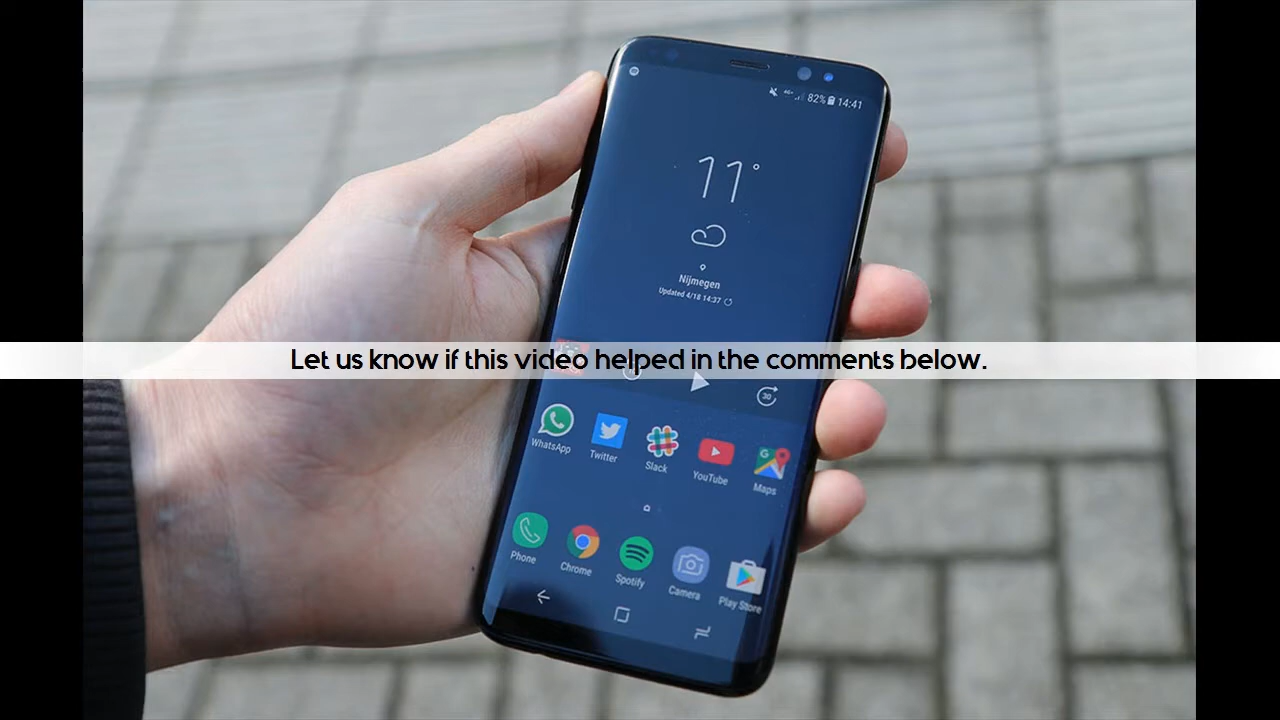 82% 14:41
11°
Nijmegen
Updated 4/18 14:37
Let us know if this video helped in the comments below.
30
WhatsApp
Twitter
Slack
YouTube
Maps
Phone
Chrome
Spotify
Camera
Play Store